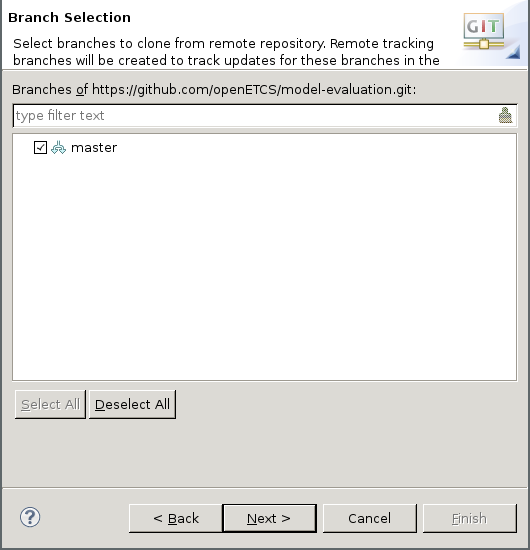 Branch Selection
GIT
Select branches to clone from remote repository. Remote tracking
branches will be created to track updates for these branches in the
Branches of https://github.com/openETCS/model-evaluation.git:
type filter text
master
Select All Deselect All
? < Back Next > Cancel Finish